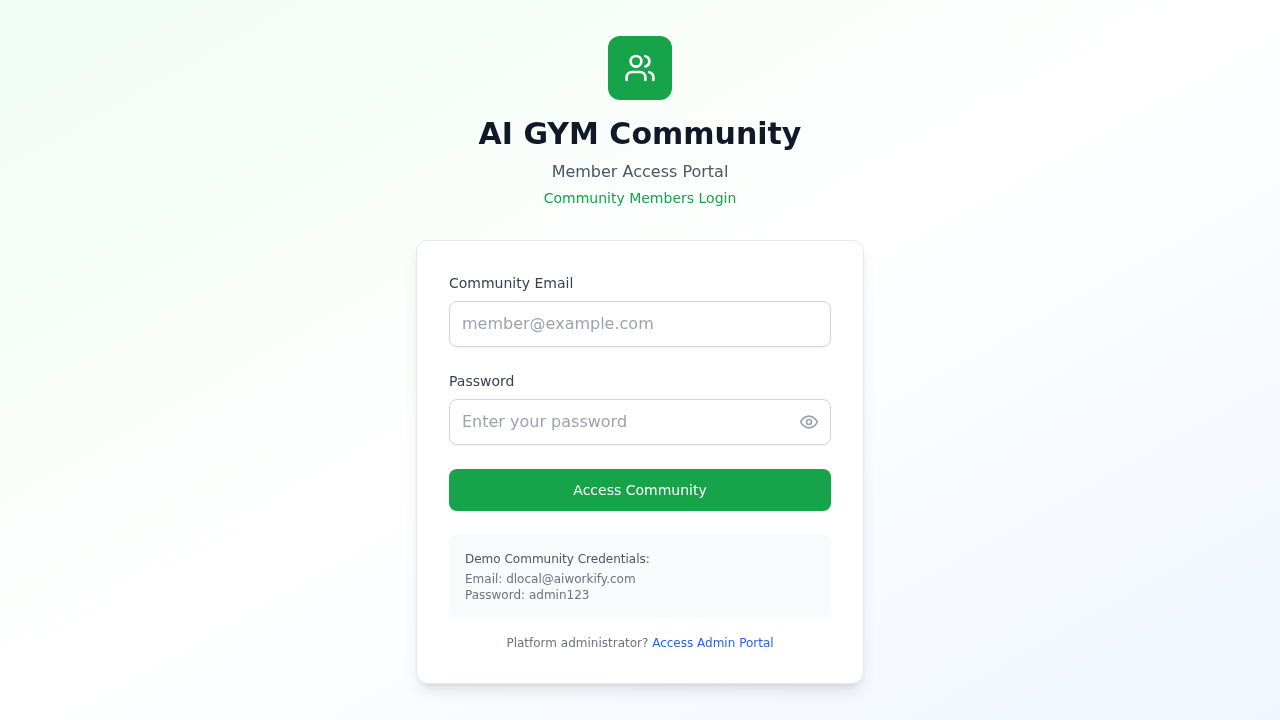 AI GYM Community
Member Access Portal
Community Members Login
Community Email
member@example.com
Password
Enter your password
Access Community
Demo Community Credentials:
Email: dlocal@aiworkify.com
Password: admin123
Platform administrator? Access Admin Portal